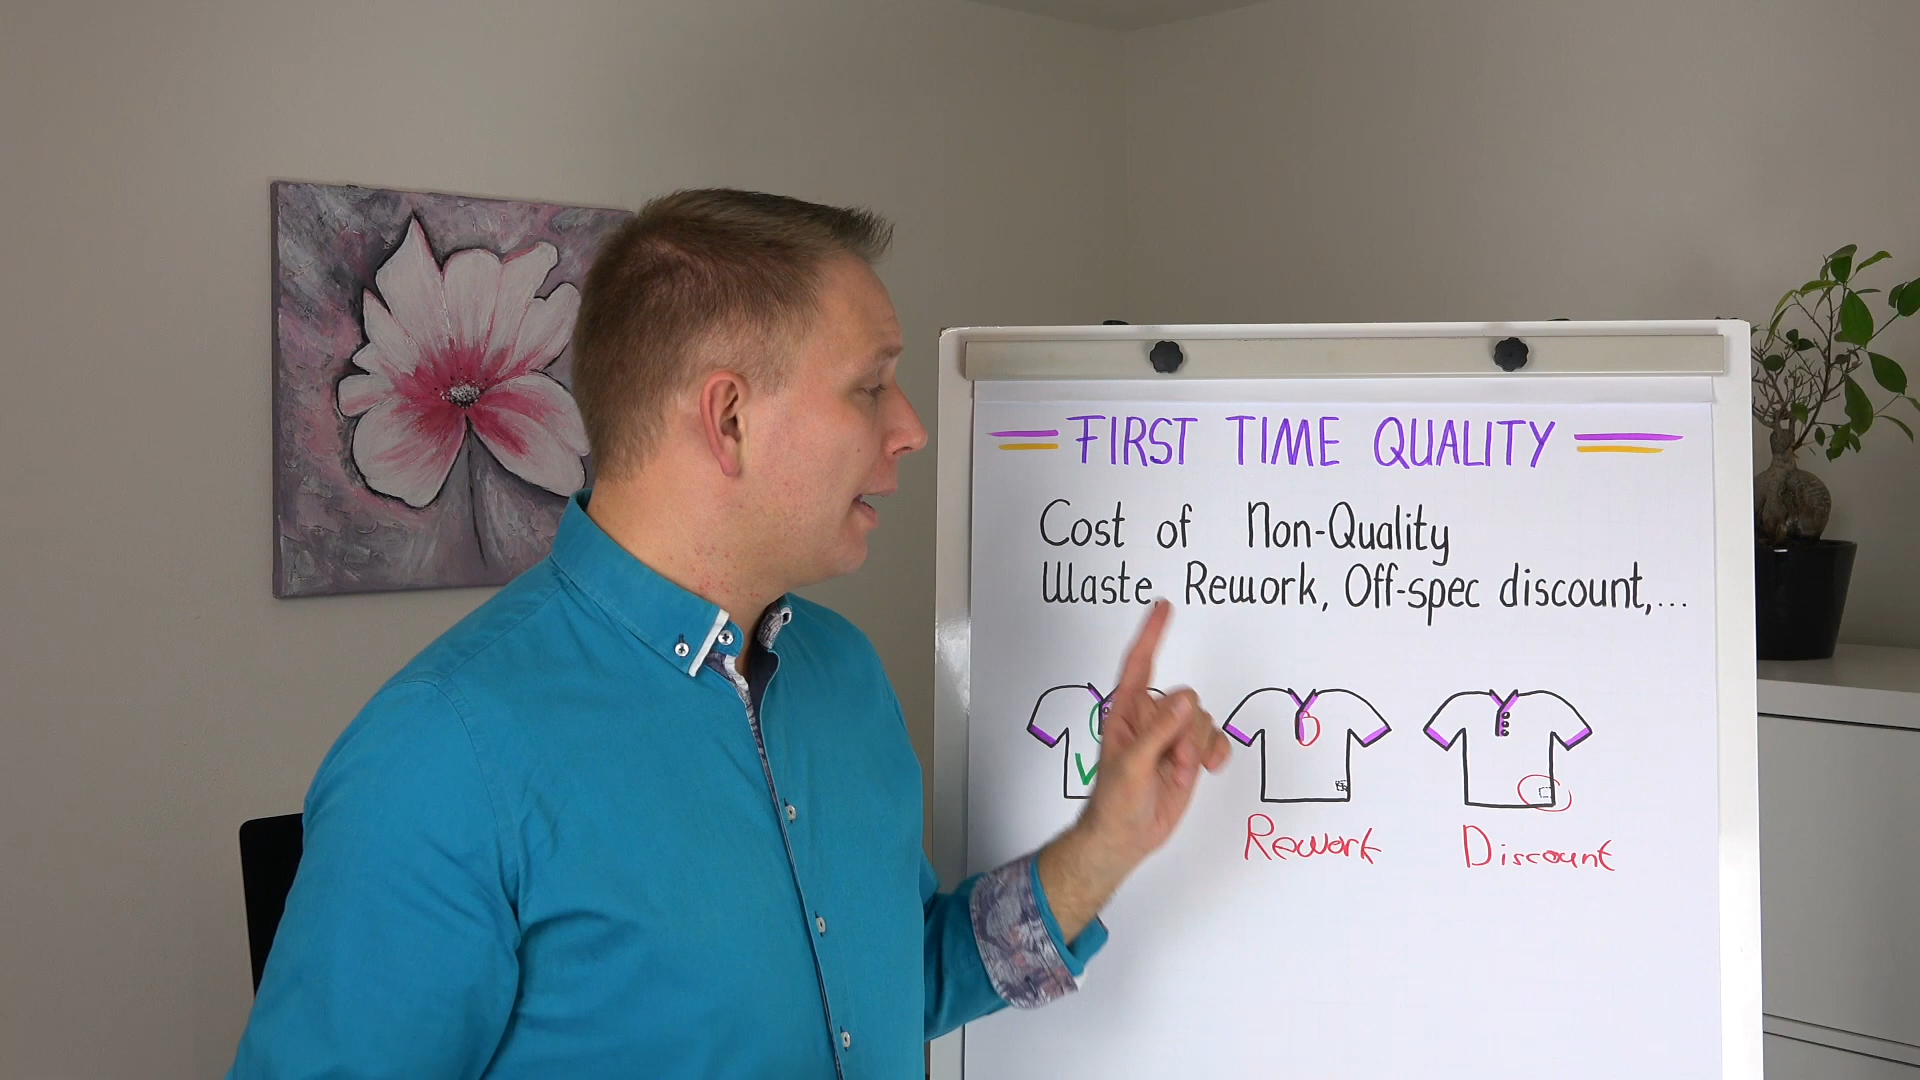 FIRST TIME QUALITY
Cost of Non-Quality
Waste, Rework, Off-spec discount,...
Rework Discount